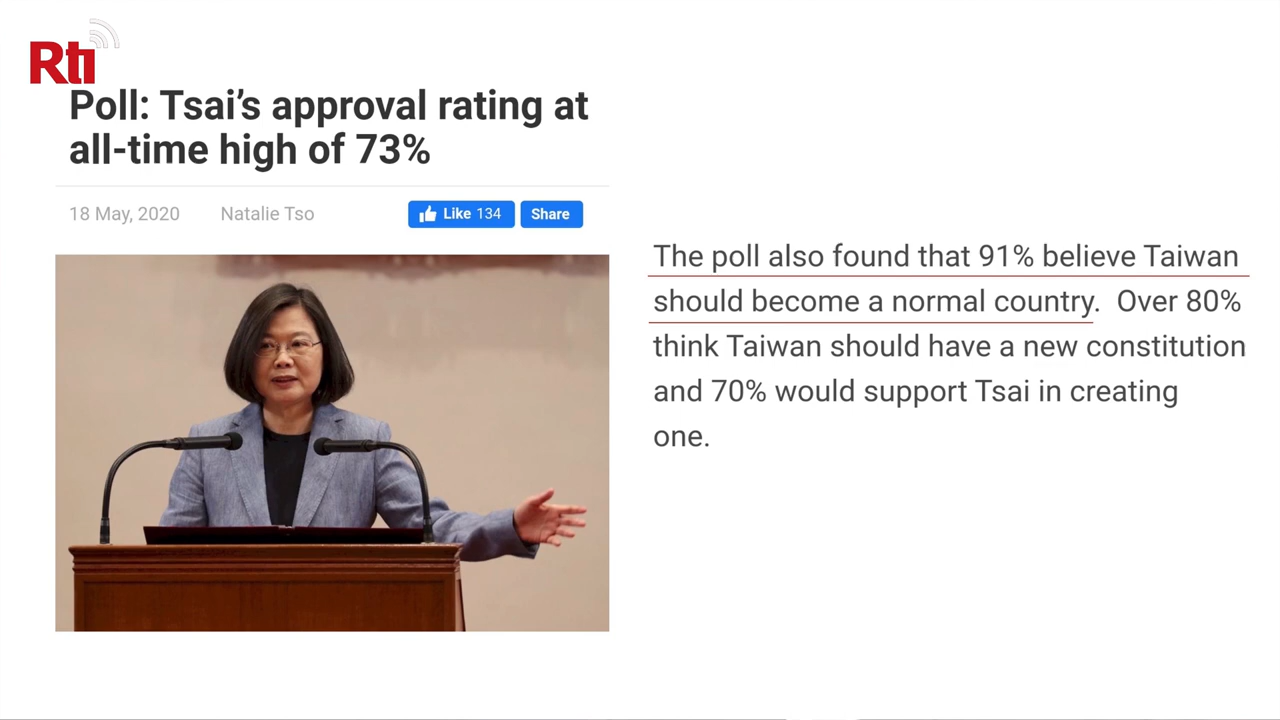 Rti
Poll: Tsai's approval rating at
all-time high of 73%
18 May, 2020 Natalie Tso Like 134 Share
The poll also found that 91% believe Taiwan
should become a normal country. Over 80%
think Taiwan should have a new constitution
and 70% would support Tsai in creating
one.